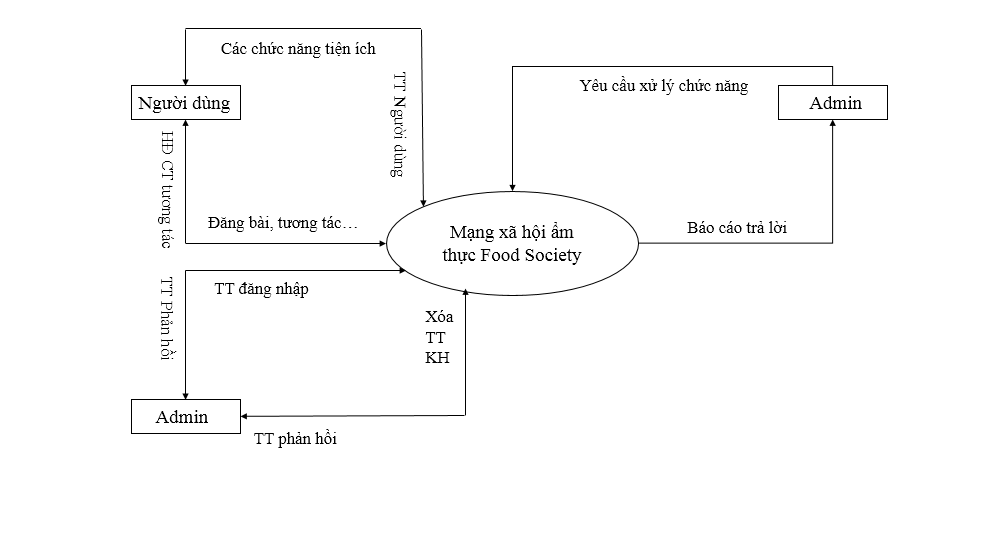 Các chức năng tiện ích
TT Người dùng
Yêu cầu xử lý chức năng
Người dùng
Admin
HĐ CT tương tác
Đăng bài, tương tác…
Mạng xã hội ẩm
thực Food Society
Báo cáo trả lời
TT đăng nhập
TT Phản hồi
Xóa
TT
KH
Admin
TT phản hồi